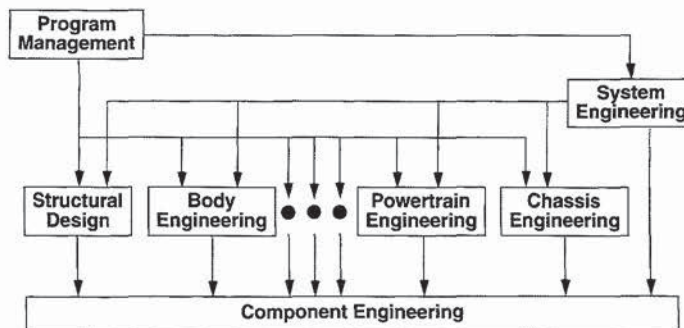 Program
Management
System
Engineering
Structural
Design
Body
Engineering
Powertrain
Engineering
Chassis
Engineering
Component Engineering